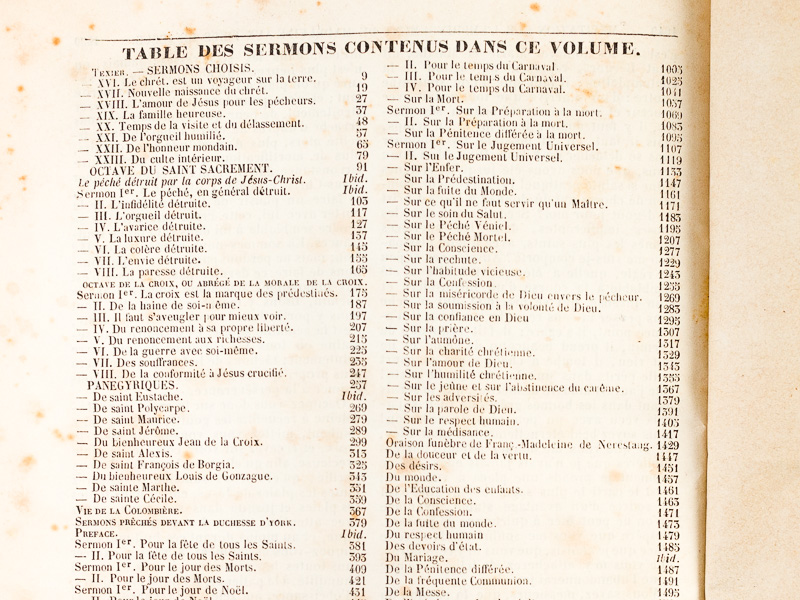 TABLE DES SERMONS CONTENUS DANS CE VOLUME.
Texier. — SERMONS CHOISIS.
— XVI. Le chrét. est un voyageur sur la terre. 9
— XVII. Nouvelle naissance du chrét. 19
— XVIII. L'amour de Jésus pour les pécheurs. 27
— XIX. La famille heureuse. 37
— XX. Temps de la visite et du délassement. 48
— XXI. De l'orgueil humilié. 57
— XXII. De l'honneur mondain. 65
— XXIII. Du culte intérieur. 79
OCTAVE DU SAINT SACREMENT. 91
Le péché détruit par la corps de Jésus-Christ. Ibid.
Sermon Ier. Le péché, en général détruit. Ibid.
— II. L'infidélité détruite. 103
— III. L'orgueil détruit. 117
— IV. L'avarice détruite. 127
— V. La luxure détruite. 137
— VI. La colère détruite. 145
— VII. L'envie détruite. 155
— VIII. La paresse détruite. 165
OCTAVE DE LA CROIX, OU ABRÉGÉ DE LA MORALE DE LA CROIX.
Sermon Ier. La croix est la marque des prédestinés. 175
— II. De la haine de soi-même. 187
— III. Il faut s'aveugler pour mieux voir. 197
— IV. Du renoncement à sa propre liberté. 207
— V. Du renoncement aux richesses. 215
— VI. De la guerre avec soi-même. 225
— VII. Des souffrances. 235
— VIII. De la conformité à Jésus crucifié. 247
PANEGYRIQUES. 257
— De saint Eustache. Ibid.
— De saint Polycarpe. 269
— De saint Maurice. 279
— De saint Jérôme. 289
— Du bienheureux Jean de la Croix. 299
— De saint Alexis. 313
— De saint François de Borgia. 325
— Du bienheureux Louis de Gonzague. 343
— De sainte Marthe. 351
— De sainte Cécile. 359
VIE DE LA COLOMBIÈRE. 367
SERMONS PRÊCHÉS DEVANT LA DUCHESSE D'YORK. 379
PREFACE. Ibid.
Sermon Ier. Pour la fête de tous les Saints. 381
— II. Pour la fête de tous les Saints. 393
Sermon Ier. Pour le jour des Morts. 409
— II. Pour le jour des Morts. 421
Sermon Ier. Pour le jour de Noël. 431
— II. Pour le jour de Noël.
— II. Pour le temps du Carnaval 1003
— III. Pour le temps du Carnaval. 1025
— IV. Pour le temps du Carnaval. 1041
— Sur la Mort. 1057
Sermon Ier. Sur la Préparation à la mort. 1069
— II. Sur la Préparation à la mort. 1083
— Sur la Pénitence différée à la mort. 1095
Sermon Ier. Sur le Jugement Universel. 1107
— II. Sur le Jugement Universel. 1119
— Sur l'Enfer. 1133
— Sur la Prédestination. 1147
— Sur la fuite du Monde. 1161
— Sur ce qu'il ne faut servir qu'un Maître. 1171
— Sur le soin du Salut. 1183
— Sur le Péché Véniel. 1195
— Sur le Péché Mortel. 1207
— Sur la Conscience. 1277
— Sur la rechute. 1229
— Sur l'habitude vicieuse. 1243
— Sur la Confession. 1255
— Sur la miséricorde de Dieu envers le pécheur. 1269
— Sur la soumission à la volonté de Dieu. 1283
— Sur la confiance en Dieu 1295
— Sur la prière. 1307
— Sur l'aumône. 1317
— Sur la charité chrétienne. 1329
— Sur l'amour de Dieu. 1343
— Sur l'humilité chrétienne. 1355
— Sur le jeûne et sur l'abstinence du carême. 1367
— Sur les adversités. 1379
— Sur la parole de Dieu. 1391
— Sur le respect humain. 1403
— Sur la médisance. 1417
Oraison funèbre de Franç.-Madeleine de Nerestang. 1429
De la douceur et de la vertu. 1447
Des désirs. 1451
Du monde. 1457
De l'Education des enfants. 1461
De la Conscience. 1463
De la Confession. 1471
De la fuite du monde. 1473
Du respect humain 1479
Des devoirs d'état. 1485
Du Mariage. Ibid.
De la Pénitence différée. 1487
De la fréquente Communion. 1491
De la Messe. 1495